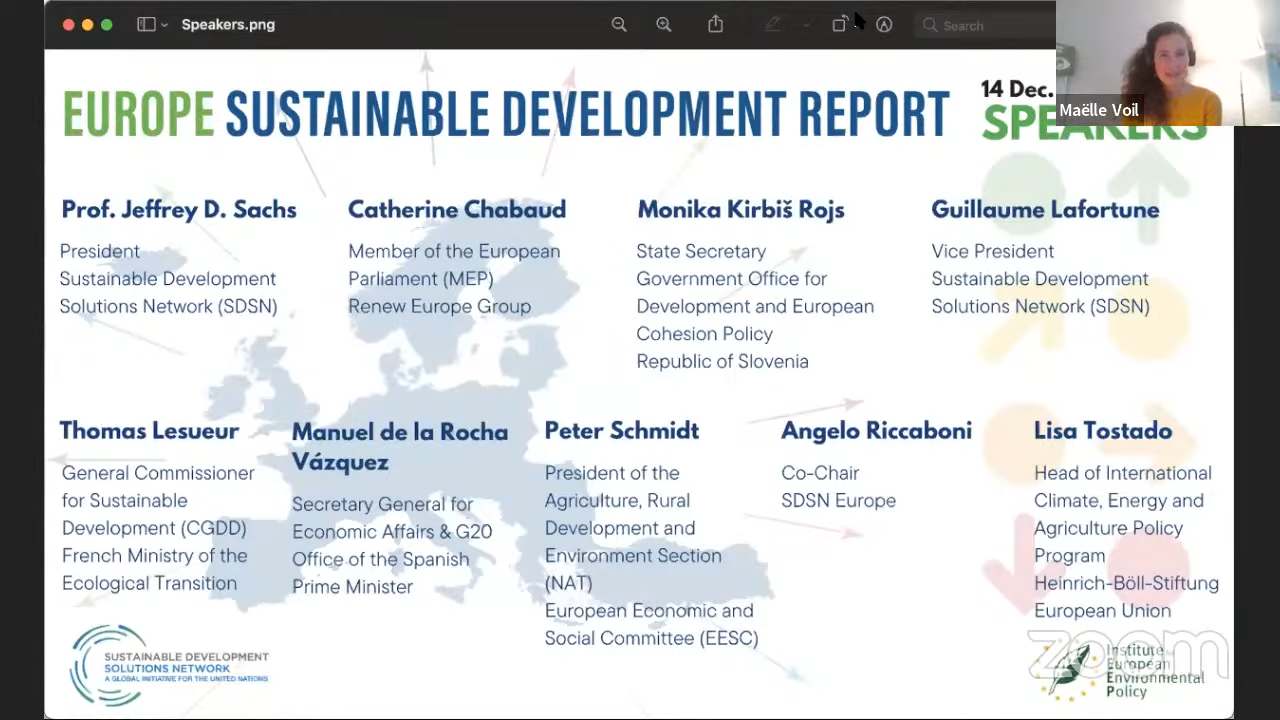 Speakers.png
Search
Maëlle Voil
EUROPE SUSTAINABLE DEVELOPMENT REPORT
14 Dec.
SPEAKERS
Prof. Jeffrey D. Sachs
President
Sustainable Development
Solutions Network (SDSN)
Catherine Chabaud
Member of the European
Parliament (MEP)
Renew Europe Group
Monika Kirbiš Rojs
State Secretary
Government Office for
Development and European
Cohesion Policy
Republic of Slovenia
Guillaume Lafortune
Vice President
Sustainable Development
Solutions Network (SDSN)
Thomas Lesueur
General Commissioner
for Sustainable
Development (CGDD)
French Ministry of the
Ecological Transition
Manuel de la Rocha
Vázquez
Secretary General for
Economic Affairs & G20
Office of the Spanish
Prime Minister
Peter Schmidt
President of the
Agriculture, Rural
Development and
Environment Section
(NAT)
European Economic and
Social Committee (EESC)
Angelo Riccaboni
Co-Chair
SDSN Europe
Lisa Tostado
Head of International
Climate, Energy and
Agriculture Policy
Program
Heinrich-Böll-Stiftung
European Union
SUSTAINABLE DEVELOPMENT
SOLUTIONS NETWORK
A GLOBAL INITIATIVE FOR THE UNITED NATIONS
zoom
Institute for
European
Environmental
Policy